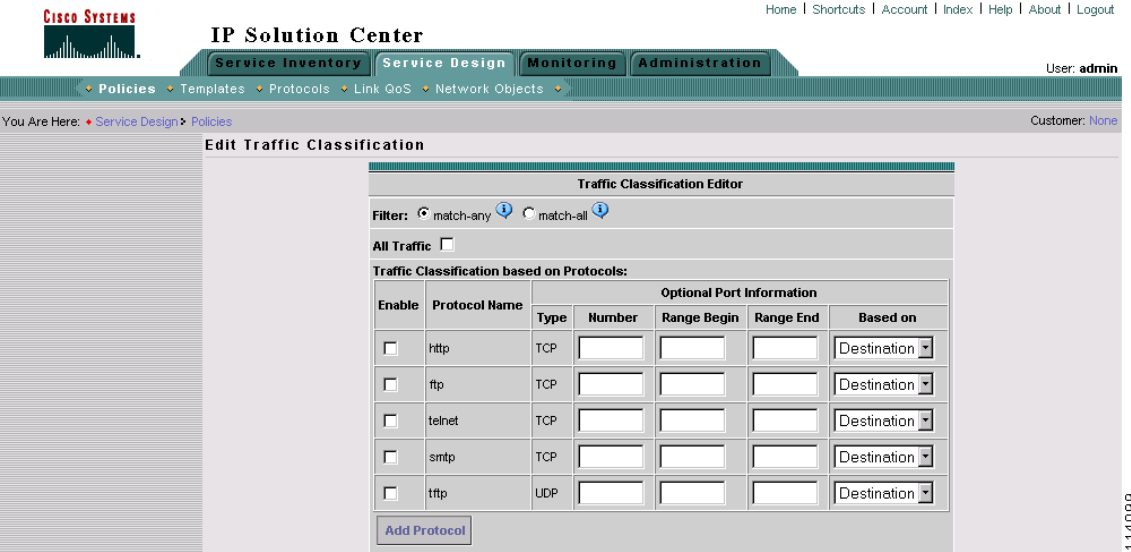 Home | Shortcuts | Account | Index | Help | About | Logout
CISCO SYSTEMS
IP Solution Center
Service Inventory Service Design Monitoring Administration
User: admin
Policies Templates Protocols Link QoS Network Objects
You Are Here: Service Design Policies
Customer: None
Edit Traffic Classification
Traffic Classification Editor
Filter: match-any match-all
All Traffic
Traffic Classification based on Protocols:
Enable Protocol Name Optional Port Information
Type Number Range Begin Range End Based on
http TCP Destination
ftp TCP Destination
telnet TCP Destination
smtp TCP Destination
tftp UDP Destination
Add Protocol
114099